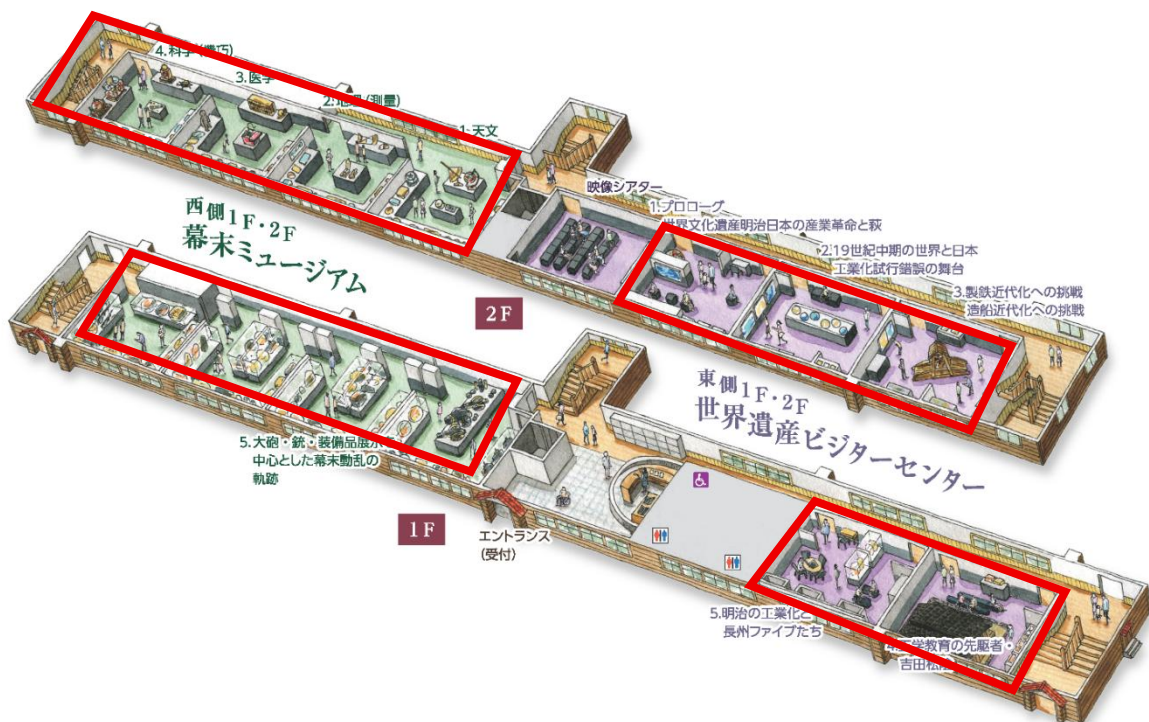 4.科学(機巧)
3.医学
2.地理(測量)
1.天文
映像シアター
1.プロローグ
世界文化遺産明治日本の産業革命と萩
2.19世紀中期の世界と日本
工業化試行錯誤の舞台
3.製鉄近代化への挑戦
造船近代化への挑戦
西側1F・2F
幕末ミュージアム
2F
東側1F・2F
世界遺産ビジターセンター
5.大砲・銃・装備品展示を
中心とした幕末動乱の
軌跡
1F
エントランス
(受付)
5.明治の工業化と
長州ファイブたち
学教育の先駆者・
吉田松